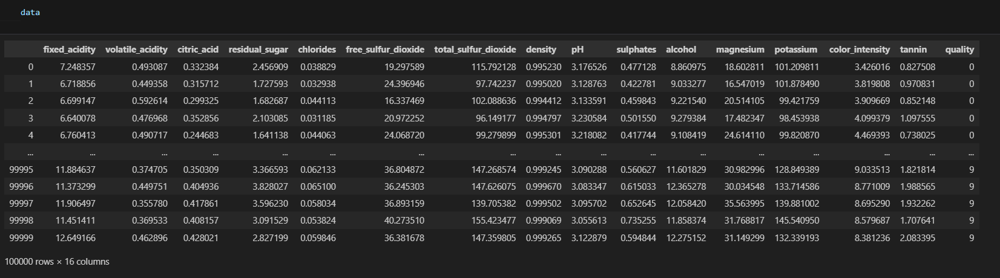 data
fixed_acidity volatile_acidity citric_acid residual_sugar chlorides free_sulfur_dioxide total_sulfur_dioxide density pH sulphates alcohol magnesium potassium color_intensity tannin quality
0 7.248357 0.493087 0.332384 2.456909 0.038829 19.297589 115.792128 0.995230 3.176526 0.477128 8.860975 18.602811 101.209811 3.426016 0.827508 0
1 6.718856 0.449358 0.315712 1.727593 0.032938 24.396946 97.742237 0.995020 3.128763 0.422781 9.033277 16.547019 101.878490 3.819808 0.970831 0
2 6.699147 0.592614 0.299325 1.682687 0.044113 16.337469 102.088636 0.994412 3.133591 0.459843 9.221540 20.514105 99.421759 3.909669 0.852148 0
3 6.640078 0.476968 0.352856 2.103085 0.031185 20.972252 96.149177 0.994797 3.230584 0.501550 9.279384 17.482347 98.453938 4.099379 1.097555 0
4 6.760413 0.490717 0.244683 1.641138 0.044063 24.068720 99.279899 0.995301 3.218082 0.417744 9.108419 24.614110 99.820870 4.469393 0.738025 0
... ... ... ... ... ... ... ... ... ... ... ... ... ... ... ... ...
99995 11.884637 0.374705 0.350309 3.366593 0.062133 36.804872 147.268574 0.999245 3.090288 0.560627 11.601829 30.982996 128.849389 9.033513 1.821814 9
99996 11.373299 0.449751 0.404936 3.828027 0.065100 36.245303 147.626075 0.999670 3.083347 0.615033 12.365278 30.034548 133.714586 8.771009 1.988565 9
99997 11.906497 0.355780 0.417861 3.596230 0.058034 36.893159 139.705382 0.999502 3.095702 0.652645 12.058420 35.563995 139.881002 8.695290 1.932262 9
99998 11.451411 0.369533 0.408157 3.091529 0.053824 40.273510 155.423477 0.999069 3.055613 0.735255 11.858374 31.768817 145.540950 8.579687 1.707641 9
99999 12.649166 0.462896 0.428021 2.827199 0.059846 36.381678 147.359805 0.999265 3.122879 0.594844 12.275152 31.149299 132.339193 8.381236 2.083395 9
100000 rows × 16 columns